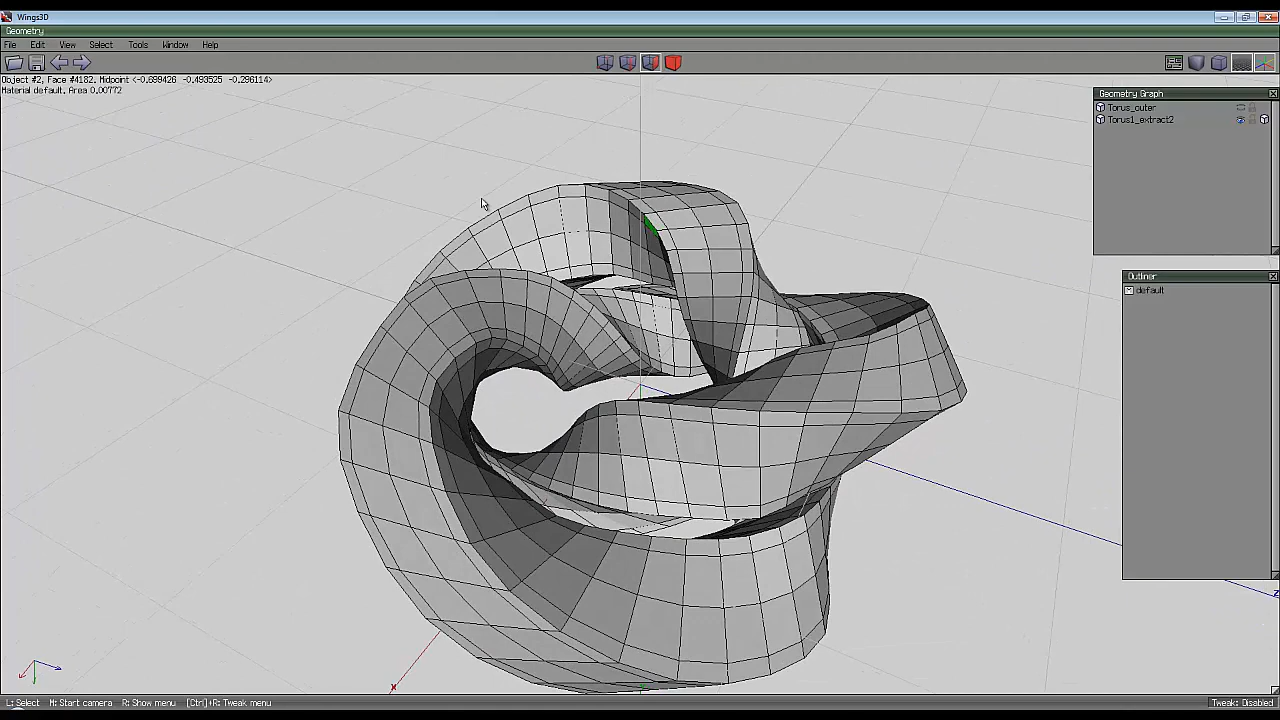 Wings3D
Geometry
File Edit View Select Tools Window Help
Object #2, Face #4182. Midpoint <-0.699426 -0.493525 -0.296114>
Material default. Area 0.00772
Geometry Graph
Torus_outer
Torus1_extract2
Outliner
default
Z
X
L: Select M: Start camera R: Show menu [Ctrl]+R: Tweak menu
Tweak: Disabled